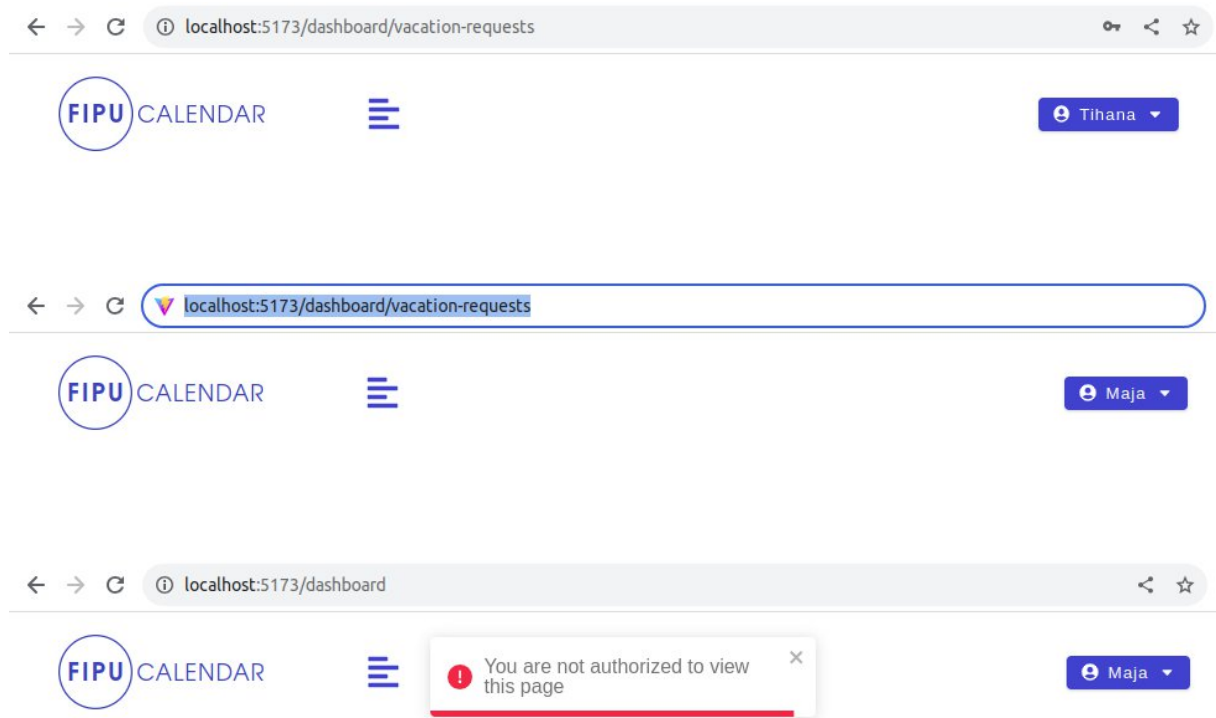 localhost:5173/dashboard/vacation-requests
FIPU CALENDAR
Tihana
localhost:5173/dashboard/vacation-requests
FIPU CALENDAR
Maja
localhost:5173/dashboard
FIPU CALENDAR
You are not authorized to view
this page
Maja